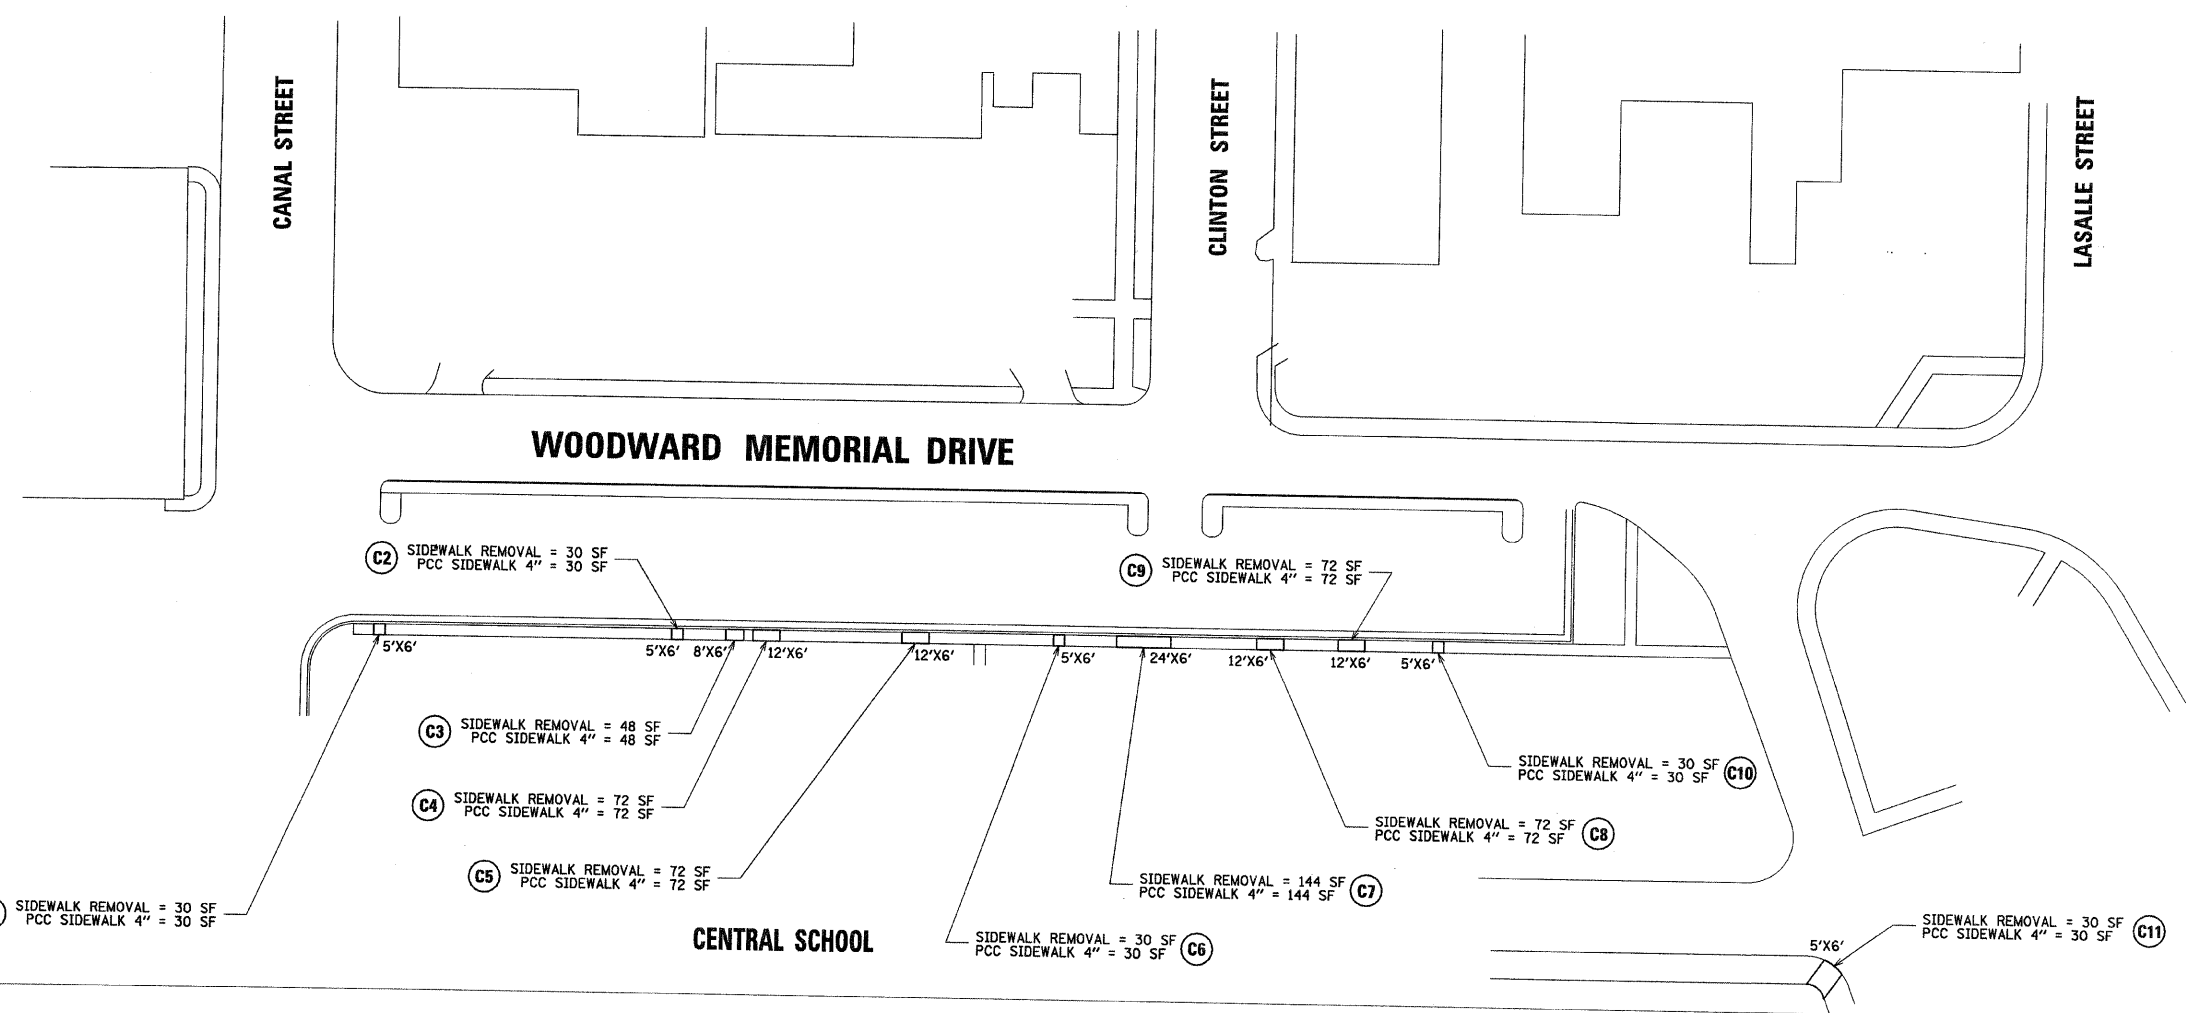 CANAL STREET
CLINTON STREET
LASALLE STREET
WOODWARD MEMORIAL DRIVE
C2
SIDEWALK REMOVAL = 30 SF
PCC SIDEWALK 4" = 30 SF
C9
SIDEWALK REMOVAL = 72 SF
PCC SIDEWALK 4" = 72 SF
5'X6'
5'X6'
8'X6'
12'X6'
12'X6'
5'X6'
24'X6'
12'X6'
12'X6'
5'X6'
C3
SIDEWALK REMOVAL = 48 SF
PCC SIDEWALK 4" = 48 SF
SIDEWALK REMOVAL = 30 SF
PCC SIDEWALK 4" = 30 SF
C10
C4
SIDEWALK REMOVAL = 72 SF
PCC SIDEWALK 4" = 72 SF
SIDEWALK REMOVAL = 72 SF
PCC SIDEWALK 4" = 72 SF
C8
C5
SIDEWALK REMOVAL = 72 SF
PCC SIDEWALK 4" = 72 SF
SIDEWALK REMOVAL = 144 SF
PCC SIDEWALK 4" = 144 SF
C7
SIDEWALK REMOVAL = 30 SF
PCC SIDEWALK 4" = 30 SF
CENTRAL SCHOOL
SIDEWALK REMOVAL = 30 SF
PCC SIDEWALK 4" = 30 SF
C6
5'X6'
SIDEWALK REMOVAL = 30 SF
PCC SIDEWALK 4" = 30 SF
C11